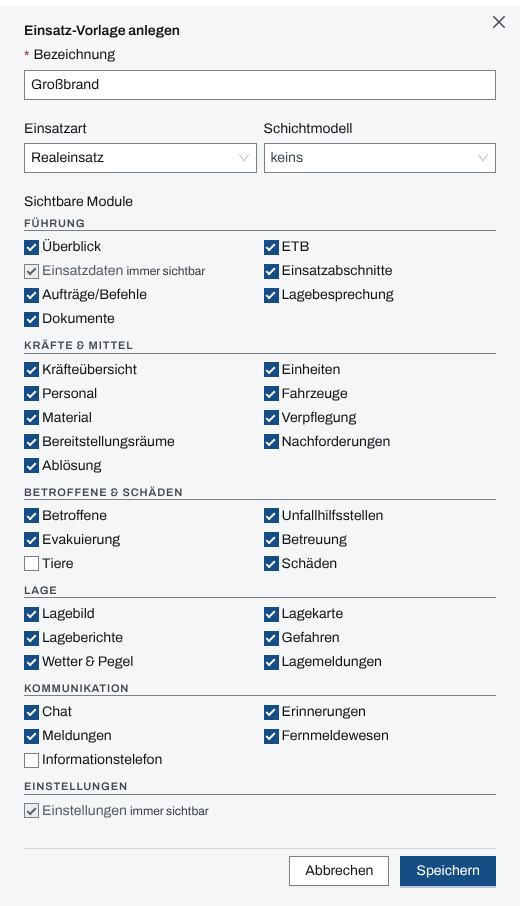 Einsatz-Vorlage anlegen
* Bezeichnung
Großbrand
Einsatzart Schichtmodell
Realeinsatz keins
Sichtbare Module
FÜHRUNG
Überblick ETB
Einsatzdaten immer sichtbar Einsatzabschnitte
Aufträge/Befehle Lagebesprechung
Dokumente
KRÄFTE & MITTEL
Kräfteübersicht Einheiten
Personal Fahrzeuge
Material Verpflegung
Bereitstellungsräume Nachforderungen
Ablösung
BETROFFENE & SCHÄDEN
Betroffene Unfallhilfsstellen
Evakuierung Betreuung
Tiere Schäden
LAGE
Lagebild Lagekarte
Lageberichte Gefahren
Wetter & Pegel Lagemeldungen
KOMMUNIKATION
Chat Erinnerungen
Meldungen Fernmeldewesen
Informationstelefon
EINSTELLUNGEN
Einstellungen immer sichtbar
Abbrechen Speichern